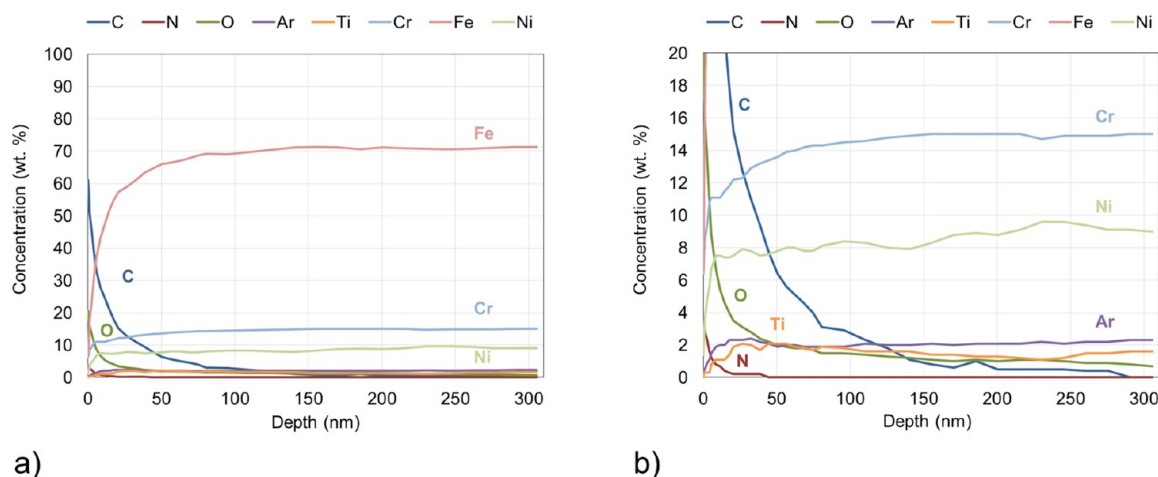 C N O Ar Ti Cr Fe Ni
100
90
80
70
60
50
40
30
20
10
0
Concentration (wt. %)
Fe
C
O
Cr
Ni
0 50 100 150 200 250 300
Depth (nm)
a)
C N O Ar Ti Cr Fe Ni
20
18
16
14
12
10
8
6
4
2
0
Concentration (wt. %)
C
Cr
Ni
O
Ti
Ar
N
0 50 100 150 200 250 300
Depth (nm)
b)